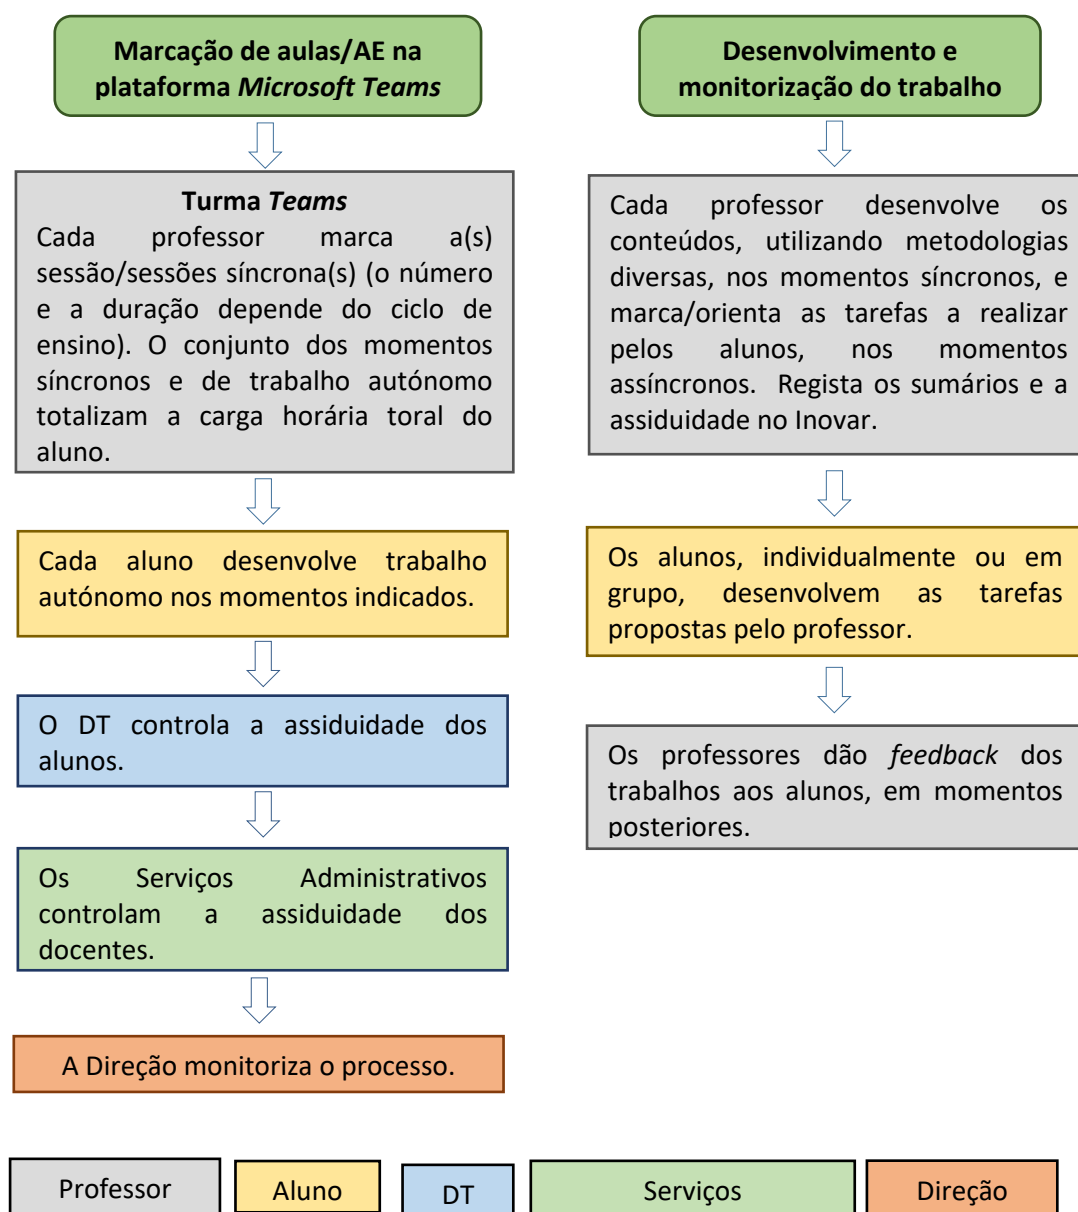 Marcação de aulas/AE na
plataforma Microsoft Teams
Turma Teams
Cada professor marca a(s)
sessão/sessões síncrona(s) (o número
e a duração depende do ciclo de
ensino). O conjunto dos momentos
síncronos e de trabalho autónomo
totalizam a carga horária toral do
aluno.
Cada aluno desenvolve trabalho
autónomo nos momentos indicados.
O DT controla a assiduidade dos
alunos.
Os Serviços Administrativos
controlam a assiduidade dos
docentes.
A Direção monitoriza o processo.
Desenvolvimento e
monitorização do trabalho
Cada professor desenvolve os
conteúdos, utilizando metodologias
diversas, nos momentos síncronos, e
marca/orienta as tarefas a realizar
pelos alunos, nos momentos
assíncronos. Regista os sumários e a
assiduidade no Inovar.
Os alunos, individualmente ou em
grupo, desenvolvem as tarefas
propostas pelo professor.
Os professores dão feedback dos
trabalhos aos alunos, em momentos
posteriores.
Professor
Aluno
DT
Serviços
Direção